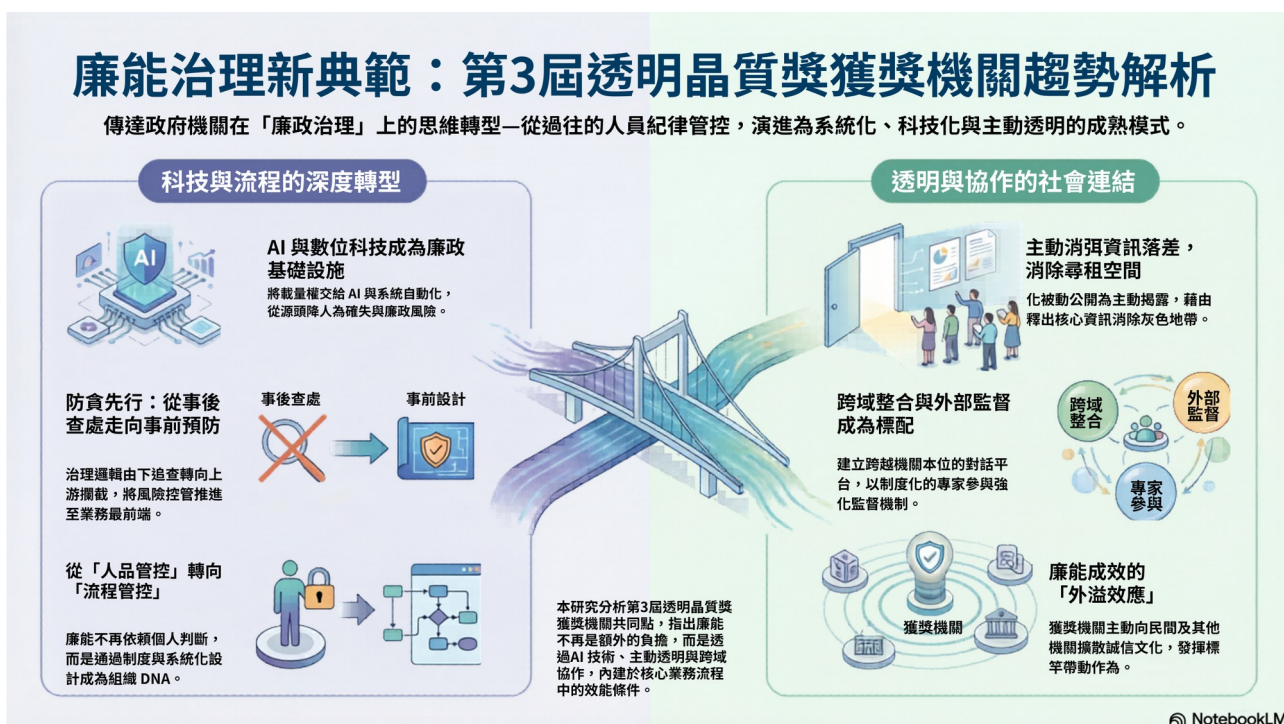 廉能治理新典範：第3屆透明晶質獎獲獎機關趨勢解析
傳達政府機關在「廉政治理」上的思維轉型—從過往的人員紀律管控，演進為系統化、科技化與主動透明的成熟模式。
科技與流程的深度轉型
AI
AI 與數位科技成為廉政
基礎設施
將載量權交給 AI 與系統自動化，
從源頭降人為確失與廉政風險。
防貪先行：從事後
查處走向事前預防
治理邏輯由下追查轉向上
游攔截，將風險控管推進
至業務最前端。
事後查處
事前設計
從「人品管控」轉向
「流程管控」
廉能不再依賴個人判斷，
而是通過制度與系統化設
計成為組織 DNA。
本研究分析第3屆透明晶質獎
獲獎機關共同點，指出廉能
不再是額外的負擔，而是透
過AI 技術、主動透明與跨域
協作，內建於核心業務流程
中的效能條件。
透明與協作的社會連結
主動消弭資訊落差，
消除尋租空間
化被動公開為主動揭露，藉由
釋出核心資訊消除灰色地帶。
跨域整合與外部監督
成為標配
建立跨越機關本位的對話平
台，以制度化的專家參與強
化監督機制。
跨域
整合
外部
監督
專家
參與
獲獎機關
廉能成效的
「外溢效應」
獲獎機關主動向民間及其他
機關擴散誠信文化，發揮標
竿帶動作為。
NotebookLM